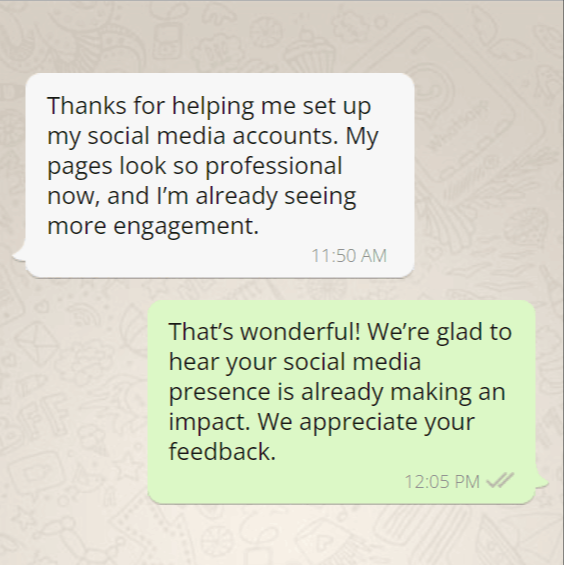 Thanks for helping me set up
my social media accounts. My
pages look so professional
now, and I’m already seeing
more engagement.
11:50 AM
That’s wonderful! We’re glad to
hear your social media
presence is already making an
impact. We appreciate your
feedback.
12:05 PM